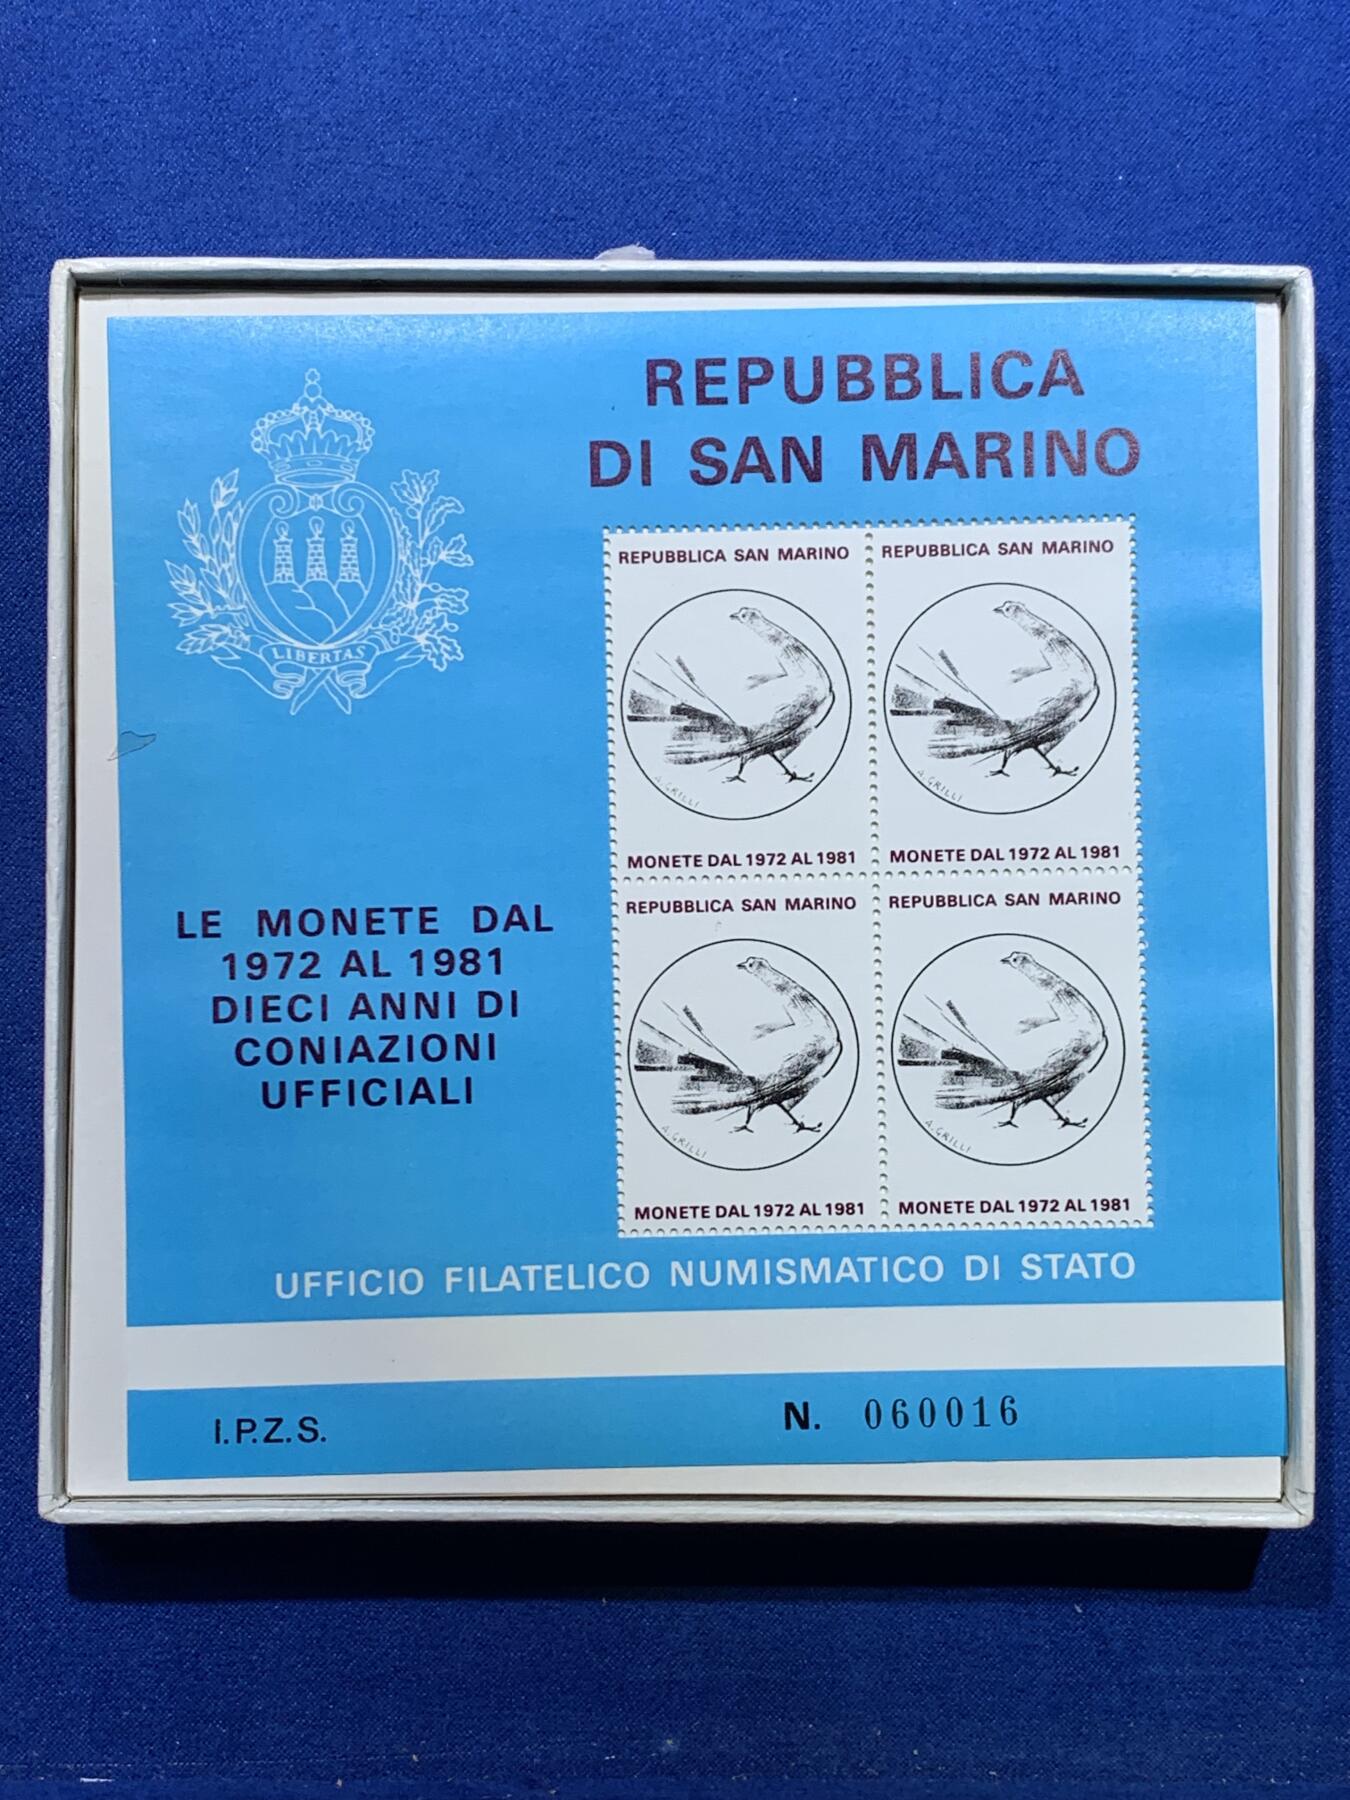 REPUBBLICA
DI SAN MARINO
LIBERTAS
REPUBBLICA SAN MARINO
A. GRILLI
MONETE DAL 1972 AL 1981
REPUBBLICA SAN MARINO
A. GRILLI
MONETE DAL 1972 AL 1981
REPUBBLICA SAN MARINO
A. GRILLI
MONETE DAL 1972 AL 1981
REPUBBLICA SAN MARINO
A. GRILLI
MONETE DAL 1972 AL 1981
LE MONETE DAL
1972 AL 1981
DIECI ANNI DI
CONIAZIONI
UFFICIALI
UFFICIO FILATELICO NUMISMATICO DI STATO
I.P.Z.S.
N. 060016